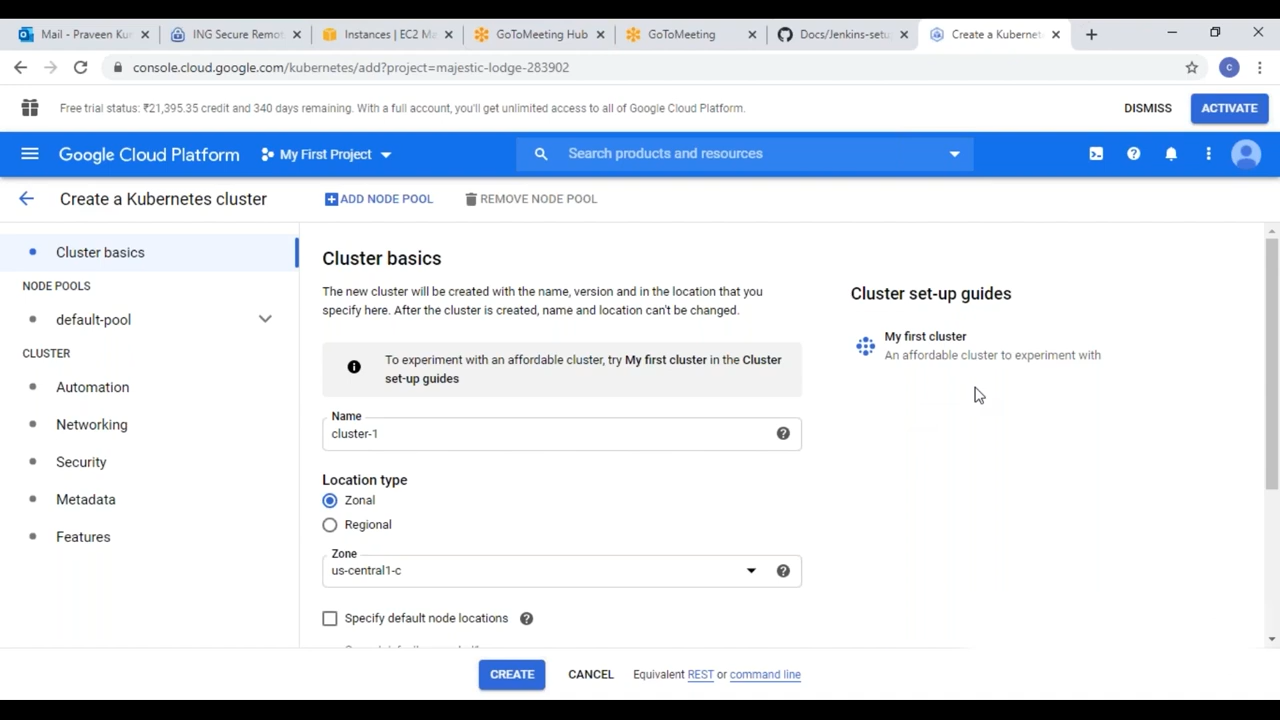 Mail - Praveen Ku
ING Secure Remo
Instances | EC2 Ma
GoToMeeting Hub
GoToMeeting
Docs/Jenkins-setu
Create a Kubernet
console.cloud.google.com/kubernetes/add?project=majestic-lodge-283902
C
Free trial status: ₹21,395.35 credit and 340 days remaining. With a full account, you'll get unlimited access to all of Google Cloud Platform.
DISMISS
ACTIVATE
Google Cloud Platform
My First Project
Search products and resources
Create a Kubernetes cluster
ADD NODE POOL
REMOVE NODE POOL
Cluster basics
NODE POOLS
default-pool
CLUSTER
Automation
Networking
Security
Metadata
Features
Cluster basics
The new cluster will be created with the name, version and in the location that you
specify here. After the cluster is created, name and location can't be changed.
To experiment with an affordable cluster, try My first cluster in the Cluster
set-up guides
Name
cluster-1
Location type
Zonal
Regional
Zone
us-central1-c
Specify default node locations
Cluster set-up guides
My first cluster
An affordable cluster to experiment with
CREATE
CANCEL
Equivalent REST or command line